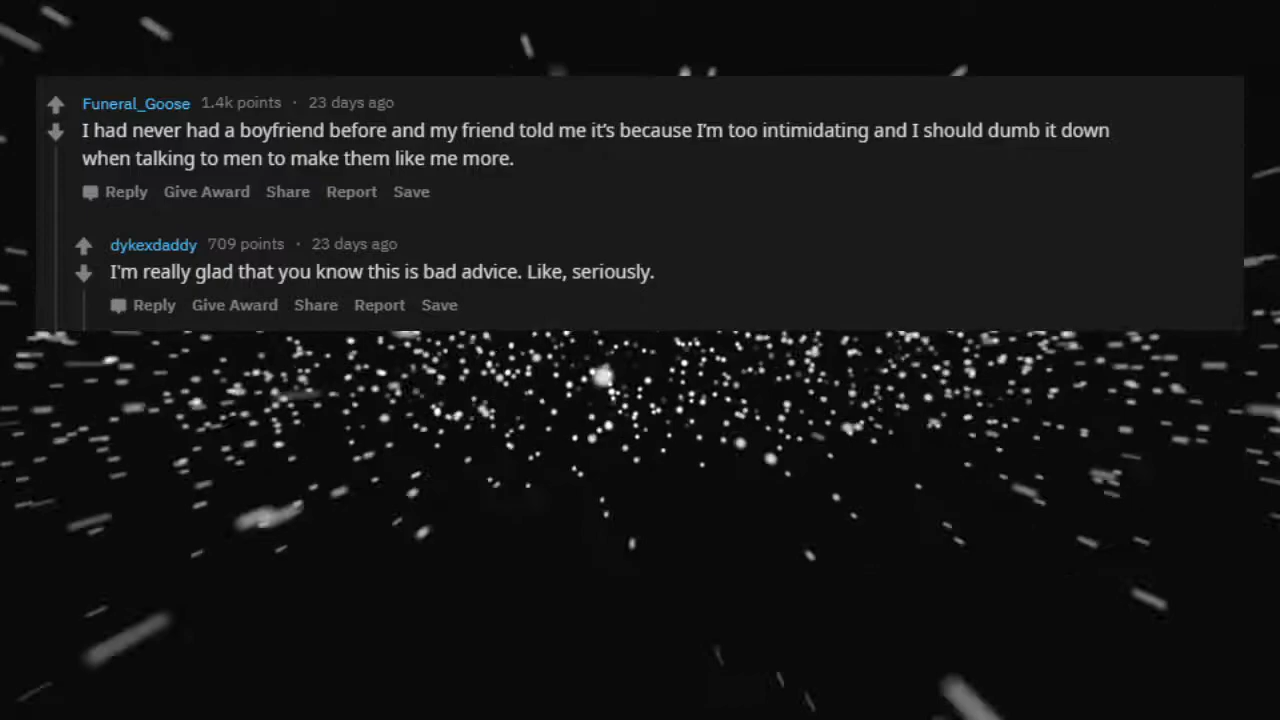 Funeral_Goose 1.4k points · 23 days ago
I had never had a boyfriend before and my friend told me it's because I'm too intimidating and I should dumb it down
when talking to men to make them like me more.
Reply Give Award Share Report Save
dykexdaddy 709 points · 23 days ago
I'm really glad that you know this is bad advice. Like, seriously.
Reply Give Award Share Report Save